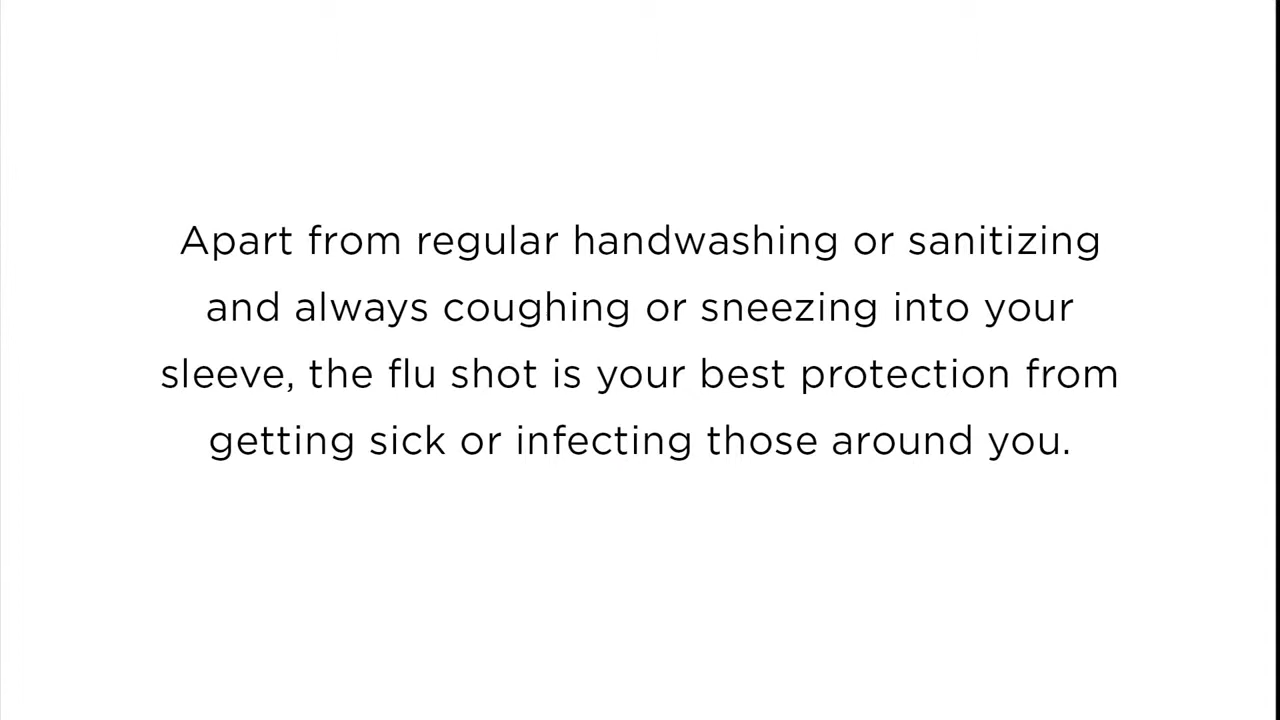 Apart from regular handwashing or sanitizing
and always coughing or sneezing into your
sleeve, the flu shot is your best protection from
getting sick or infecting those around you.